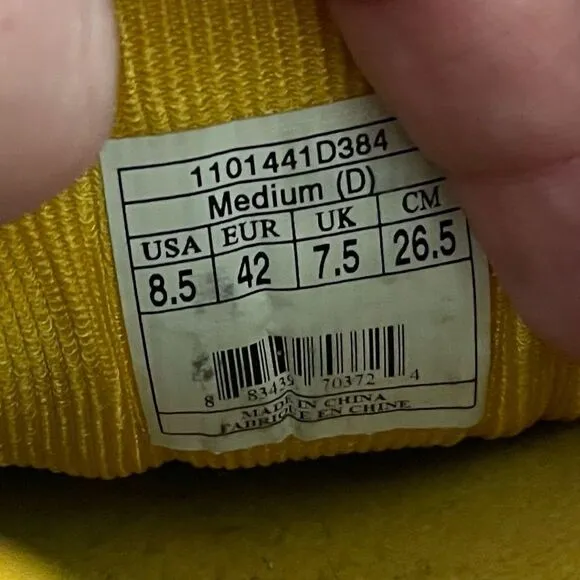 1101441D384
Medium (D)
USA EUR UK CM
8.5 42 7.5 26.5
8 83439 70372 4
MADE IN CHINA
FABRIQUE EN CHINE